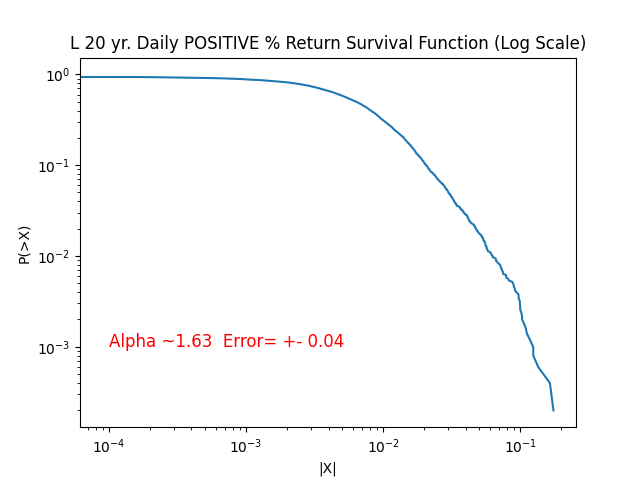 L 20 yr. Daily POSITIVE % Return Survival Function (Log Scale)
10⁰
10⁻¹
10⁻²
10⁻³
P(>X)
Alpha ~1.63  Error= +- 0.04
10⁻⁴
10⁻³
10⁻²
10⁻¹
|X|